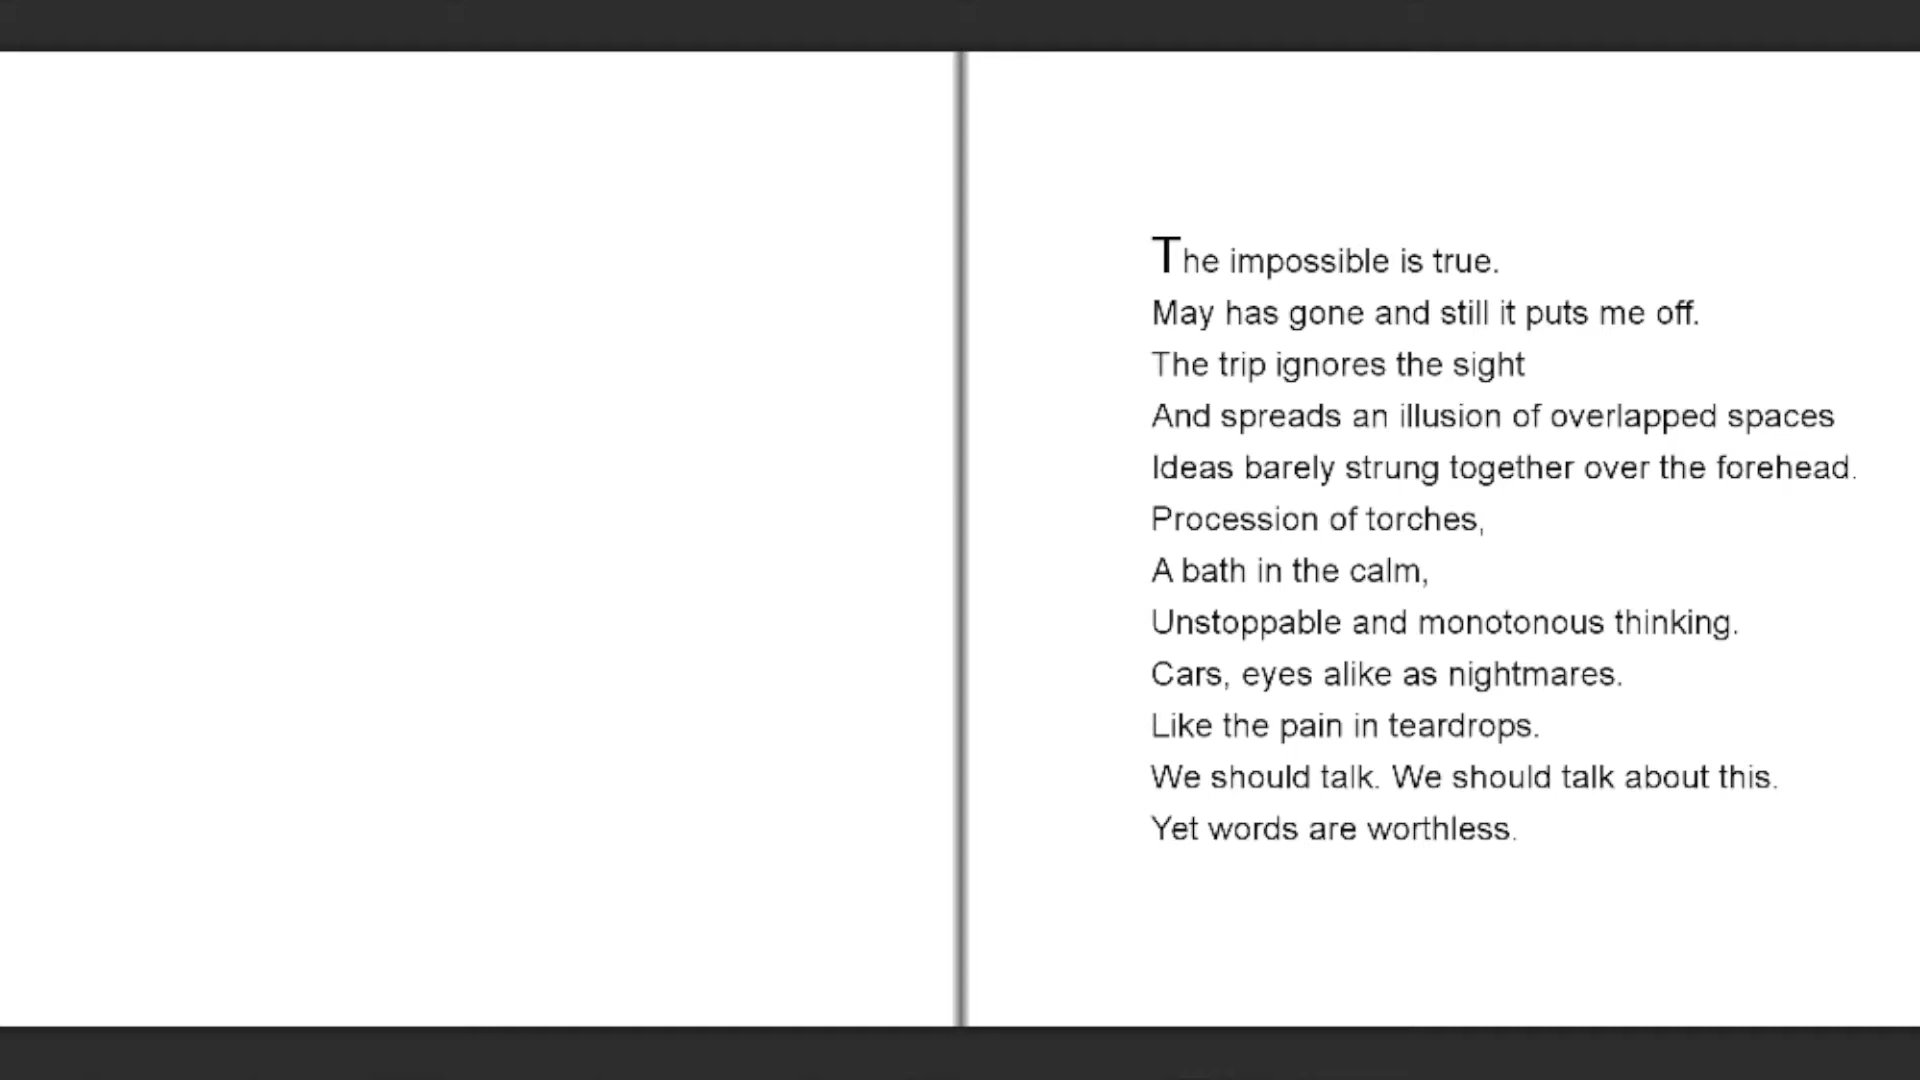 The impossible is true.
May has gone and still it puts me off.
The trip ignores the sight
And spreads an illusion of overlapped spaces
Ideas barely strung together over the forehead.
Procession of torches,
A bath in the calm,
Unstoppable and monotonous thinking.
Cars, eyes alike as nightmares.
Like the pain in teardrops.
We should talk. We should talk about this.
Yet words are worthless.